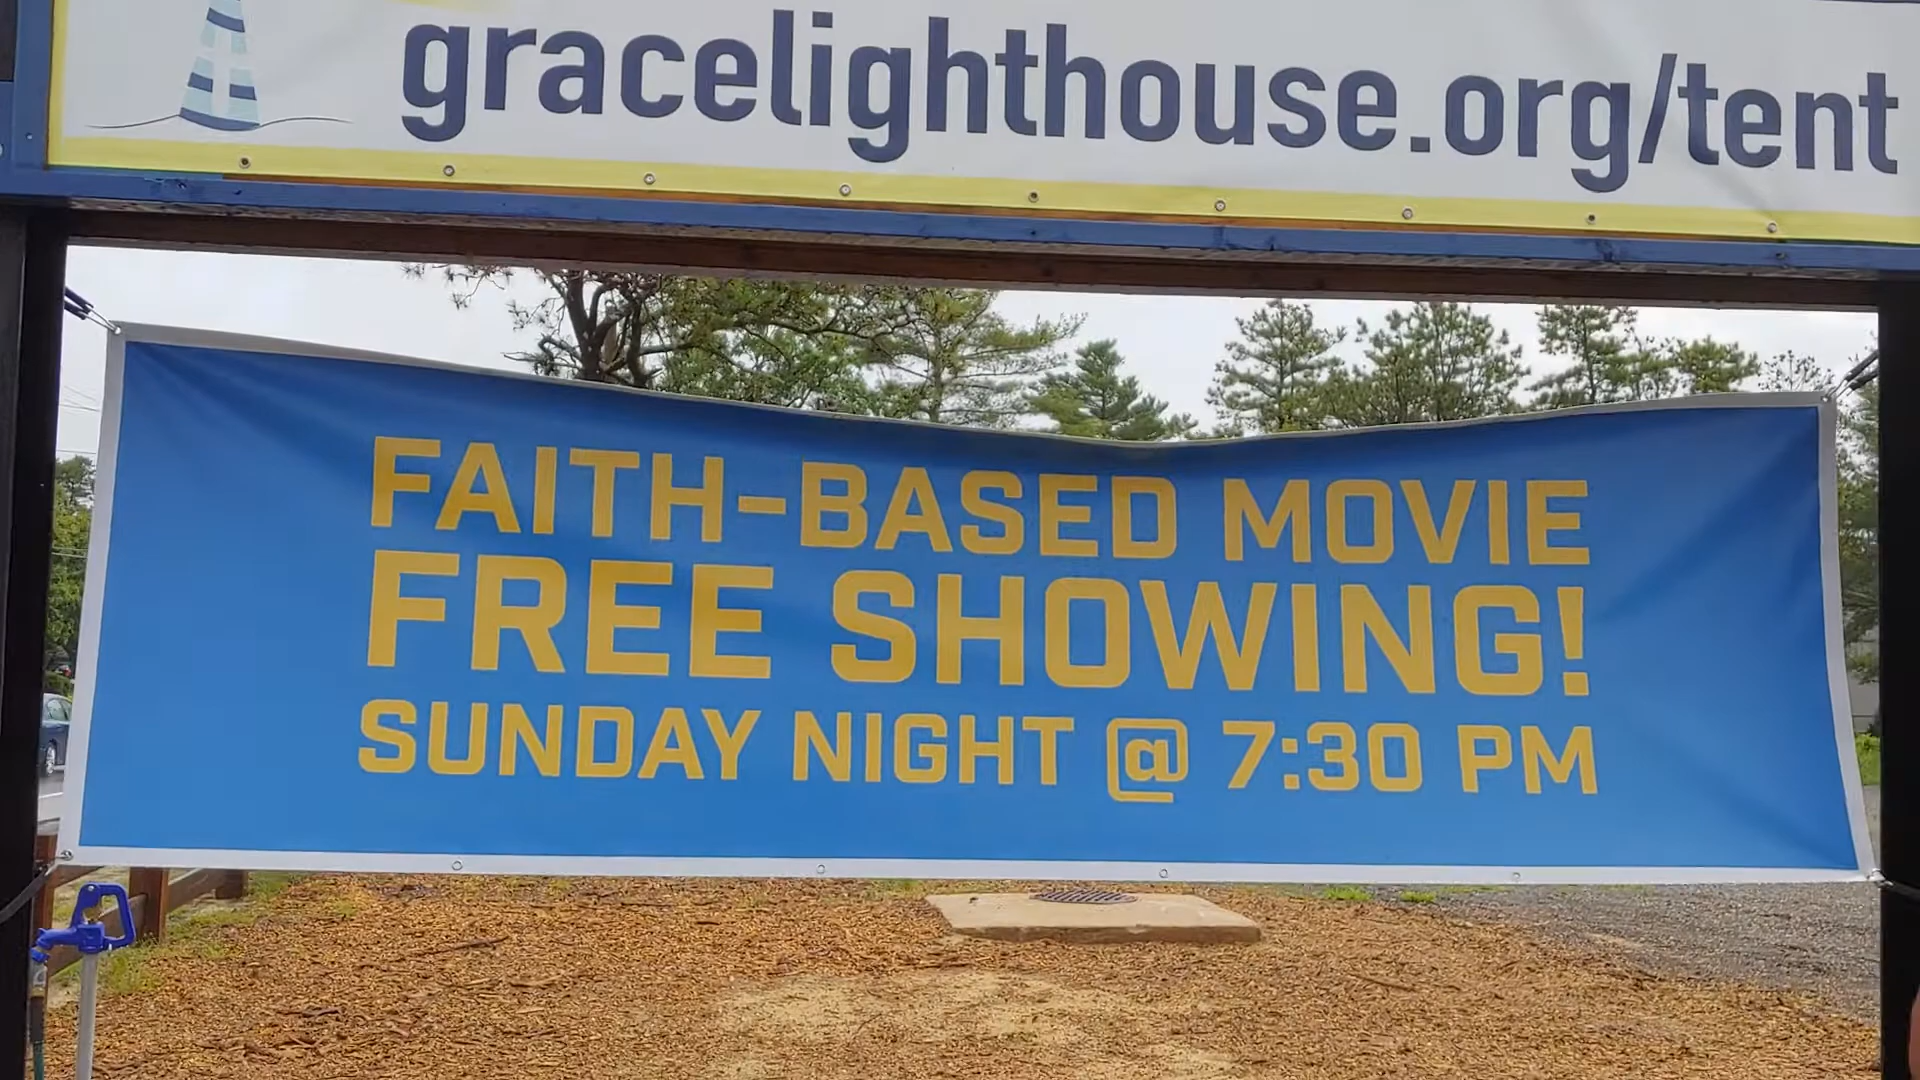 gracelighthouse.org/tent
FAITH-BASED MOVIE
FREE SHOWING!
SUNDAY NIGHT @ 7:30 PM